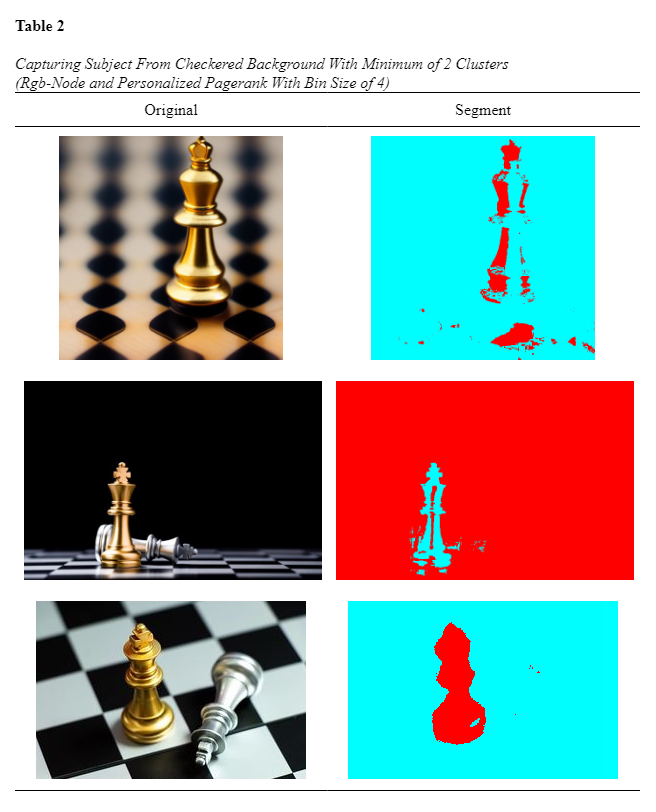 Table 2
Capturing Subject From Checkered Background With Minimum of 2 Clusters
(Rgb-Node and Personalized Pagerank With Bin Size of 4)
Original Segment